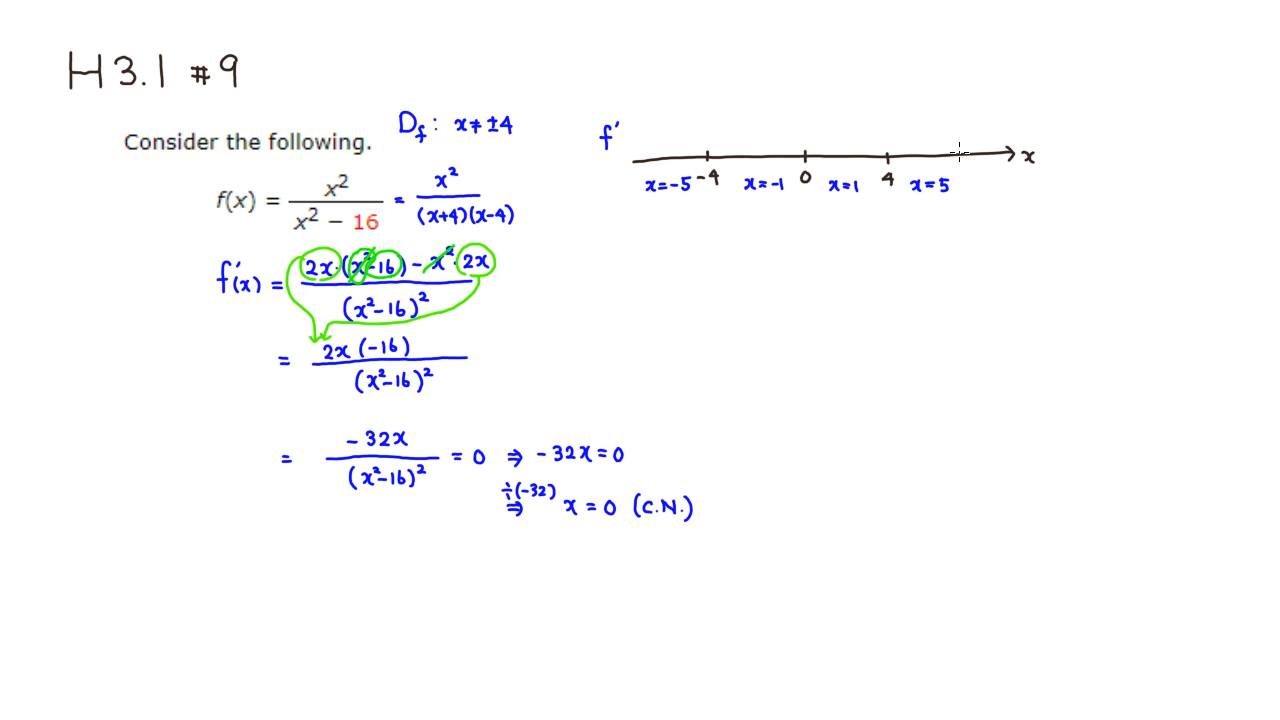 H3.1 #9
Consider the following.
D_f : x ≠ ±4
f(x) = x²/(x² − 16) = x²/((x+4)(x-4))
f'(x) = (2x·(x²-16) - x²·2x)/(x²-16)²
= 2x(-16)/(x²-16)²
= -32x/(x²-16)² = 0 ⇒ -32x = 0
÷(-32) ⇒ x = 0 (C.N.)
f'
x
-4 0 4
x=-5 x=-1 x=1 x=5